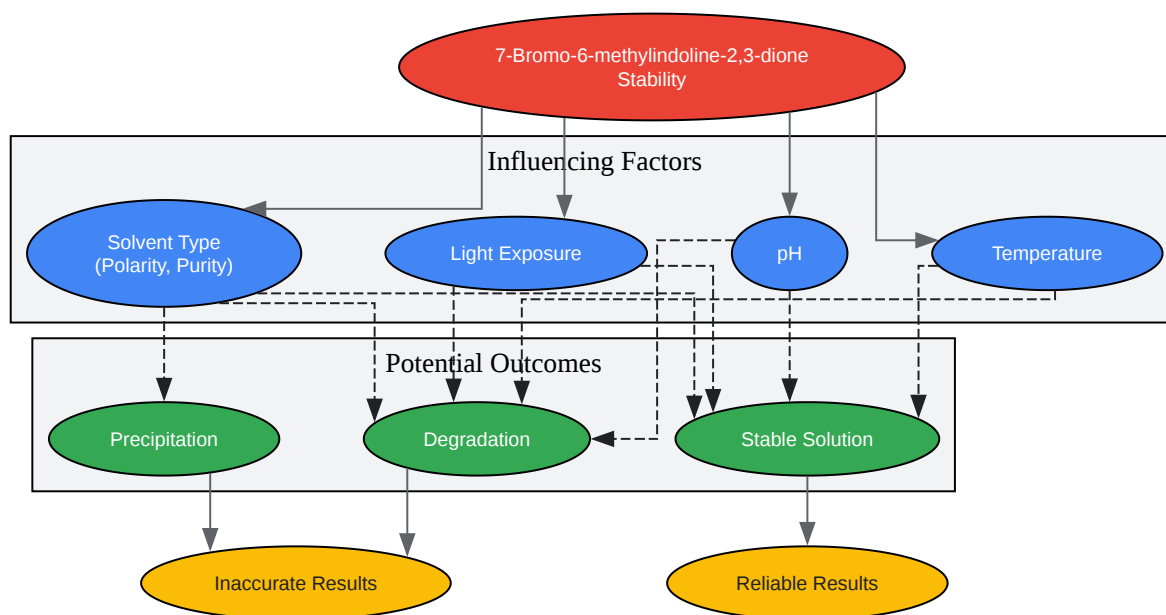 7-Bromo-6-methylindoline-2,3-dione
Stability
Influencing Factors
Solvent Type
(Polarity, Purity)
Light Exposure
pH
Temperature
Potential Outcomes
Precipitation
Degradation
Stable Solution
Inaccurate Results
Reliable Results